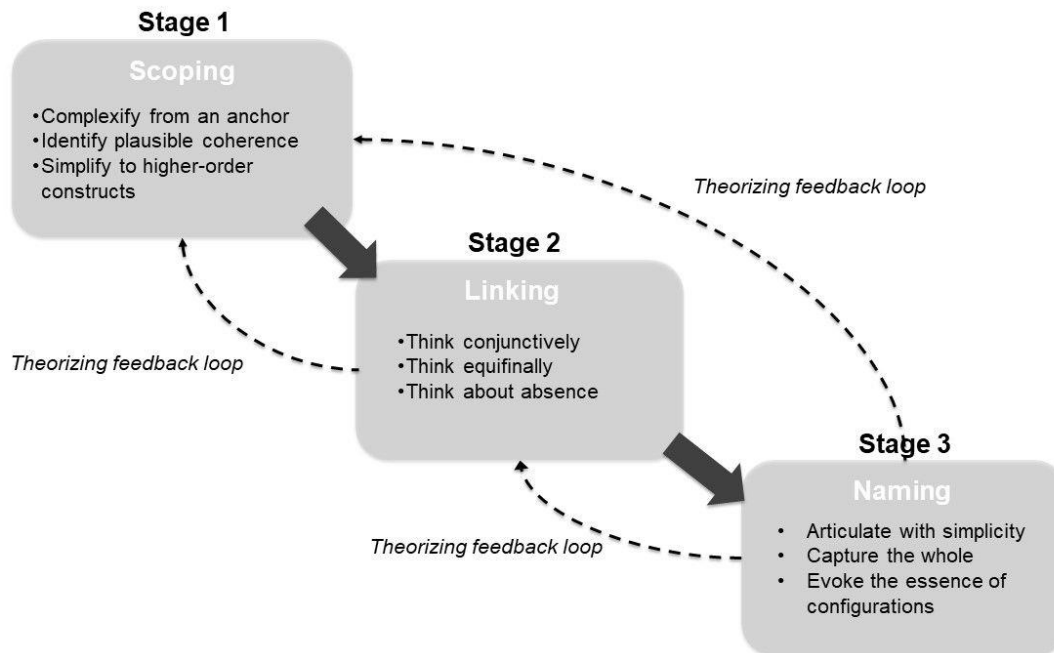 Stage 1
Scoping
•Complexify from an anchor
•Identify plausible coherence
•Simplify to higher-order
constructs
Theorizing feedback loop
Stage 2
Linking
•Think conjunctively
•Think equifinally
•Think about absence
Theorizing feedback loop
Stage 3
Naming
• Articulate with simplicity
• Capture the whole
• Evoke the essence of
configurations
Theorizing feedback loop